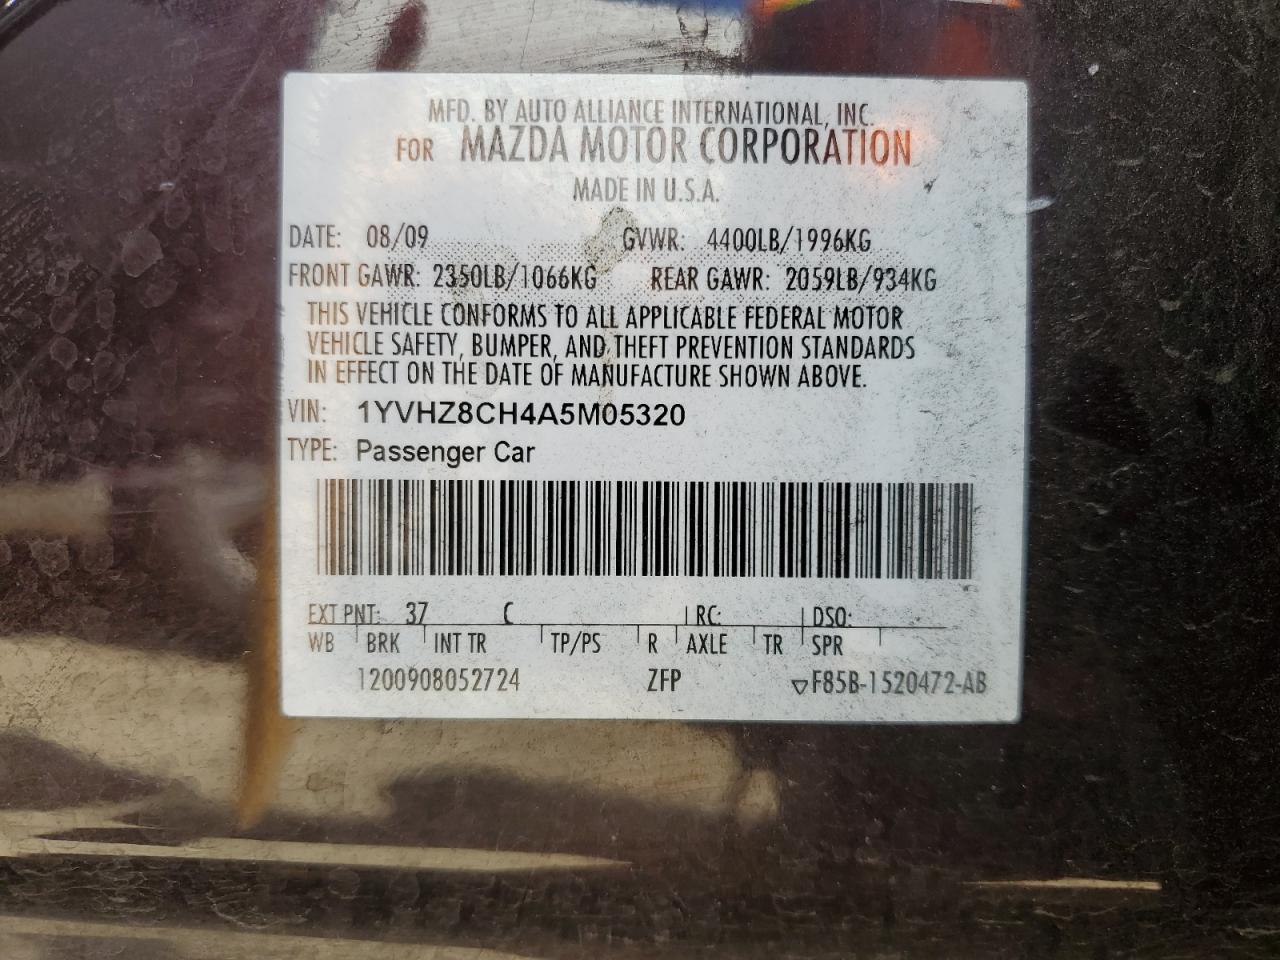 MFD. BY AUTO ALLIANCE INTERNATIONAL, INC.
FOR MAZDA MOTOR CORPORATION
MADE IN U.S.A.
DATE: 08/09 GVWR: 4400LB/1996KG
FRONT GAWR: 2350LB/1066KG REAR GAWR: 2059LB/934KG
THIS VEHICLE CONFORMS TO ALL APPLICABLE FEDERAL MOTOR
VEHICLE SAFETY, BUMPER, AND THEFT PREVENTION STANDARDS
IN EFFECT ON THE DATE OF MANUFACTURE SHOWN ABOVE.
VIN: 1YVHZ8CH4A5M05320
TYPE: Passenger Car
EXT PNT: 37 C RC: DSO:
WB BRK INT TR TP/PS R AXLE TR SPR
1200908052724 ZFP ▽F85B-1520472-AB